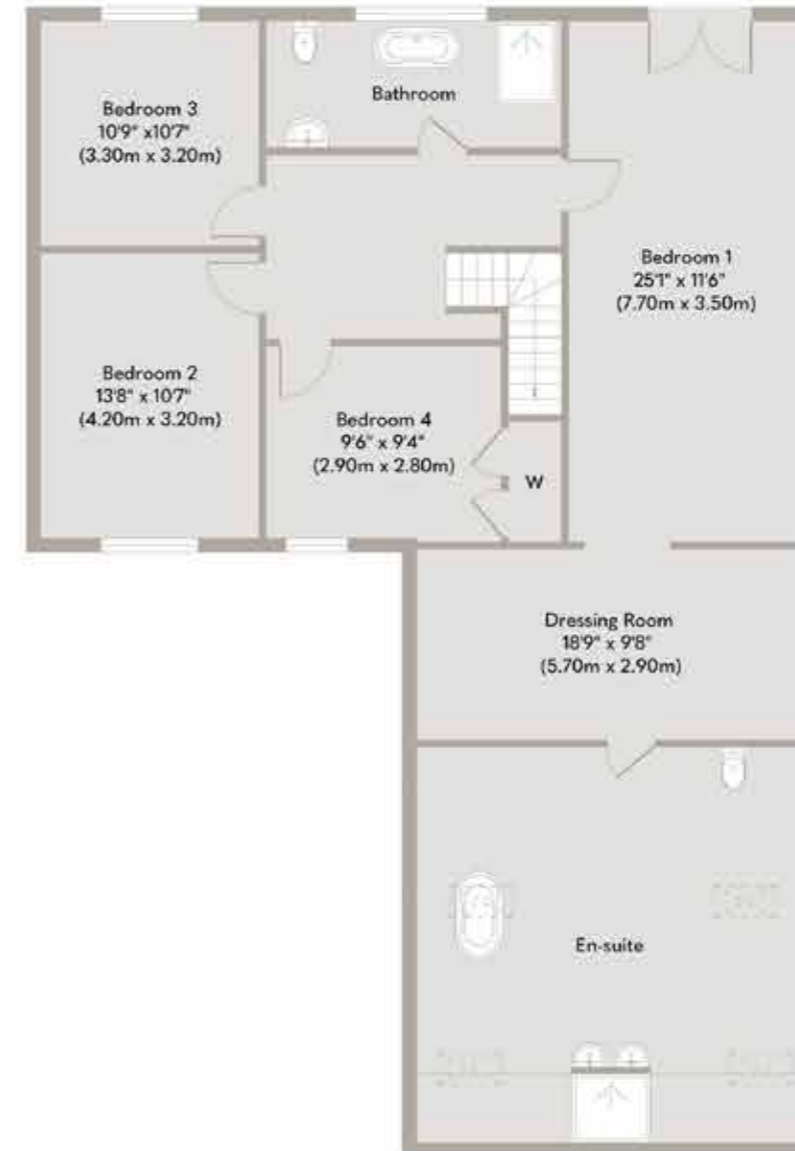 Bedroom 3
10'9" x10'7"
(3.30m x 3.20m)
Bathroom
Bedroom 1
25'1" x 11'6"
(7.70m x 3.50m)
Bedroom 2
13'8" x 10'7"
(4.20m x 3.20m)
Bedroom 4
9'6" x 9'4"
(2.90m x 2.80m)
W
Dressing Room
18'9" x 9'8"
(5.70m x 2.90m)
En-suite